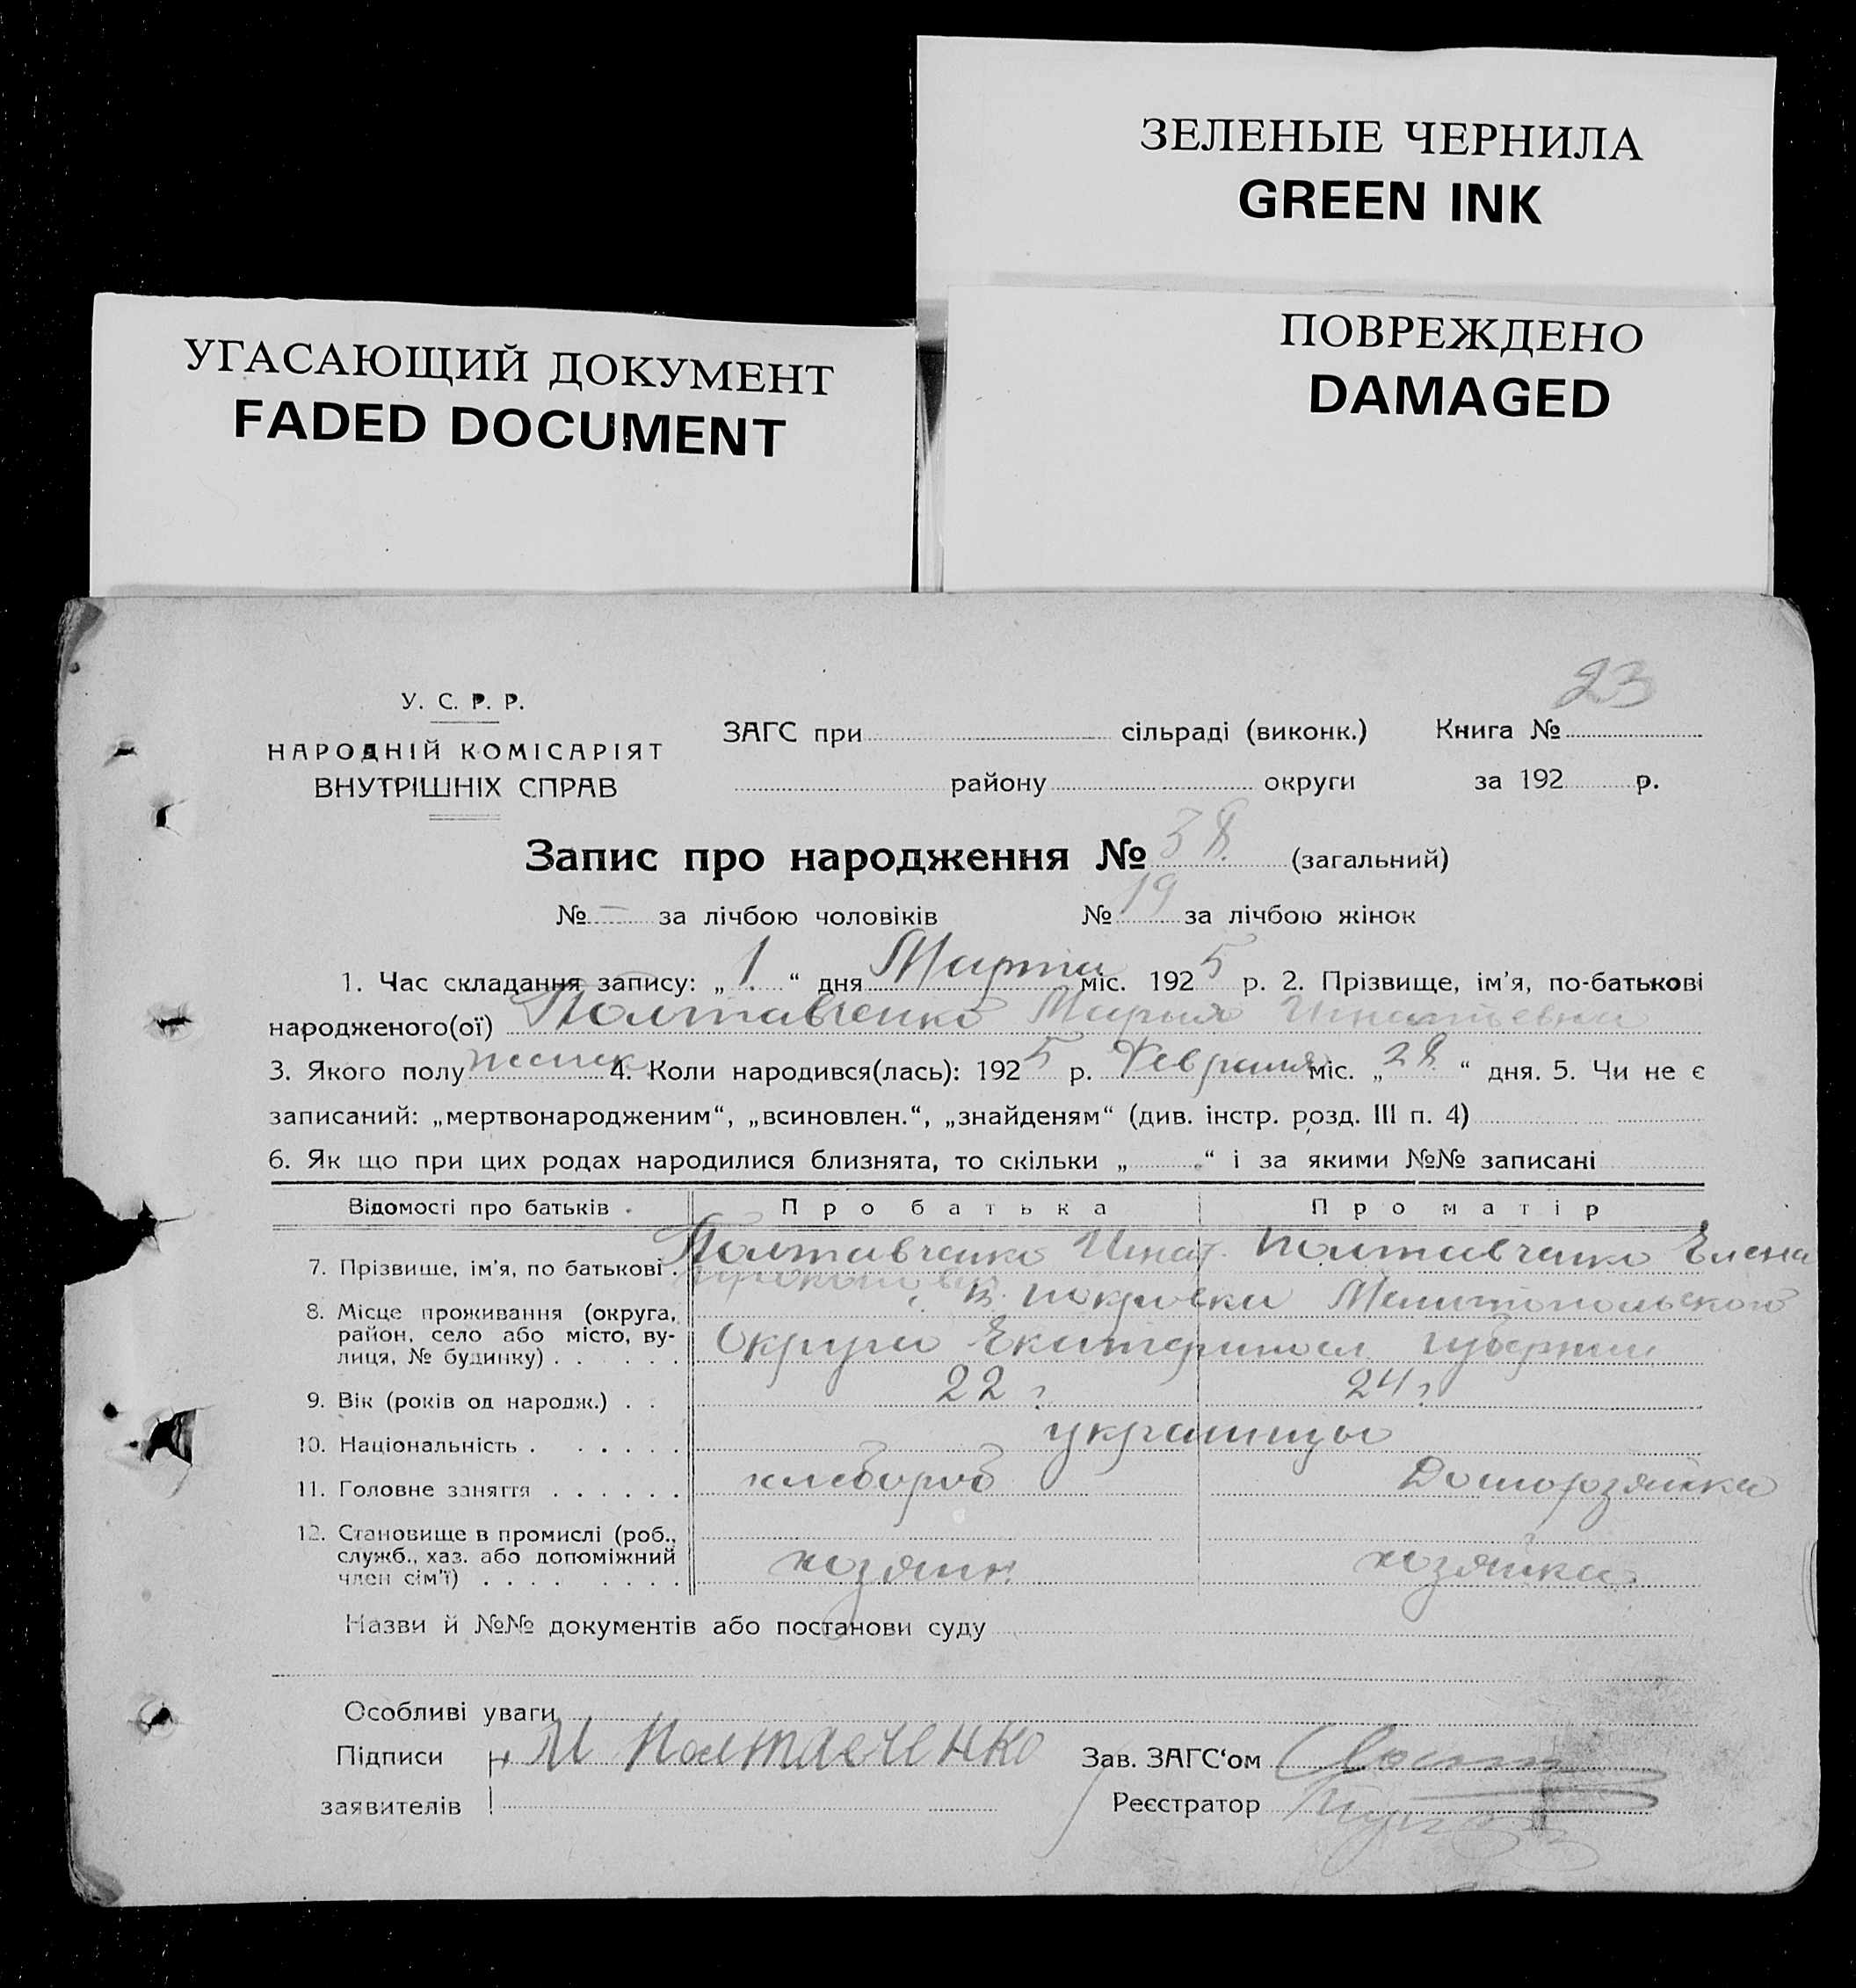 ЗЕЛЕНЫЕ ЧЕРНИЛА
GREEN INK
УГАСАЮЩИЙ ДОКУМЕНТ
FADED DOCUMENT
ПОВРЕЖДЕНО
DAMAGED
23
У. С. Р. Р.
НАРОДНІЙ КОМІСАРІЯТ
ВНУТРІШНІХ СПРАВ
ЗАГС при сільраді (виконк.) Книга №
району округи за 192 р.
Запис про народження № 38. (загальний)
№ — за лічбою чоловіків № 19 за лічбою жінок
1. Час складання запису: „ 1 “ дня Марта міс. 1925 р. 2. Прізвище, ім'я, по-батькові
народженого(ої) Полтавченко Мария Игнатьевна
3. Якого полу женск. 4. Коли народився(лась): 1925 р. Февраля міс. „28“ дня. 5. Чи не є
записаний: „мертвонародженим“, „всиновлен.“, „знайденям“ (див. інстр. розд. III п. 4)
6. Як що при цих родах народилися близнята, то скільки „ “ і за якими №№ записані
Відомості про батьків Про батька Про матір
7. Прізвище, ім'я, по батькові Полтавченко Игнат. Полтавченко Елена
8. Місце проживання (округа, Покровка Мелитопольского
район, село або місто, ву-
лиця, № будинку) Округа Екатериносл. губернии
9. Вік (років од народж.) 22 г. 24 г.
10. Національність украинцы
11. Головне заняття хлебороб Домохозяйка
12. Становище в промислі (роб.,
служб., хаз. або допоміжний
член сім'ї) хозяин хозяйка
Назви й №№ документів або постанови суду
Особливі уваги
Підписи И Полтавченко Зав. ЗАГС'ом
заявителів Реєстратор